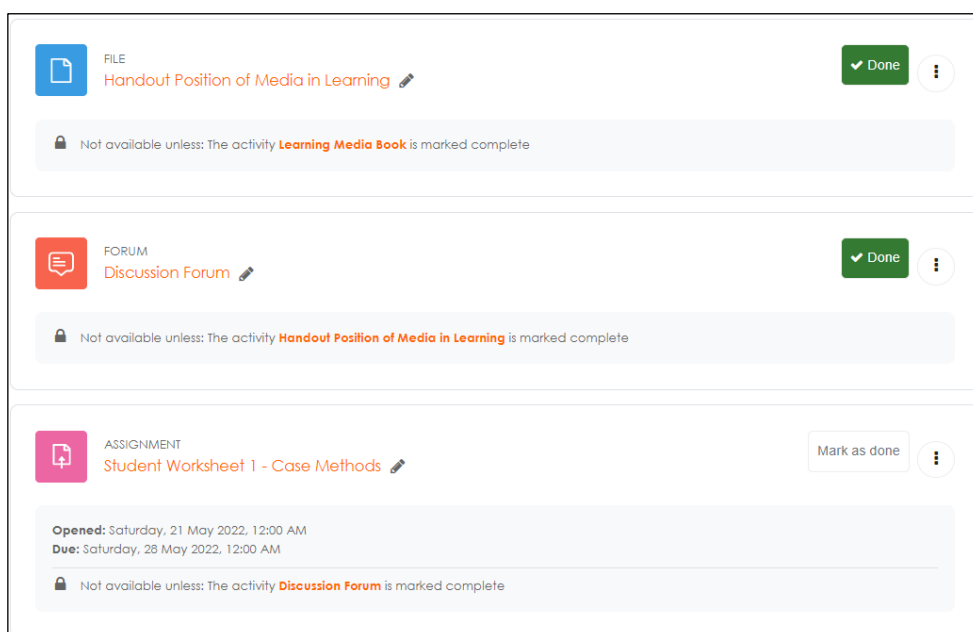 FILE
Handout Position of Media in Learning
✔ Done
Not available unless: The activity Learning Media Book is marked complete
FORUM
Discussion Forum
✔ Done
Not available unless: The activity Handout Position of Media in Learning is marked complete
ASSIGNMENT
Student Worksheet 1 - Case Methods
Mark as done
Opened: Saturday, 21 May 2022, 12:00 AM
Due: Saturday, 28 May 2022, 12:00 AM
Not available unless: The activity Discussion Forum is marked complete